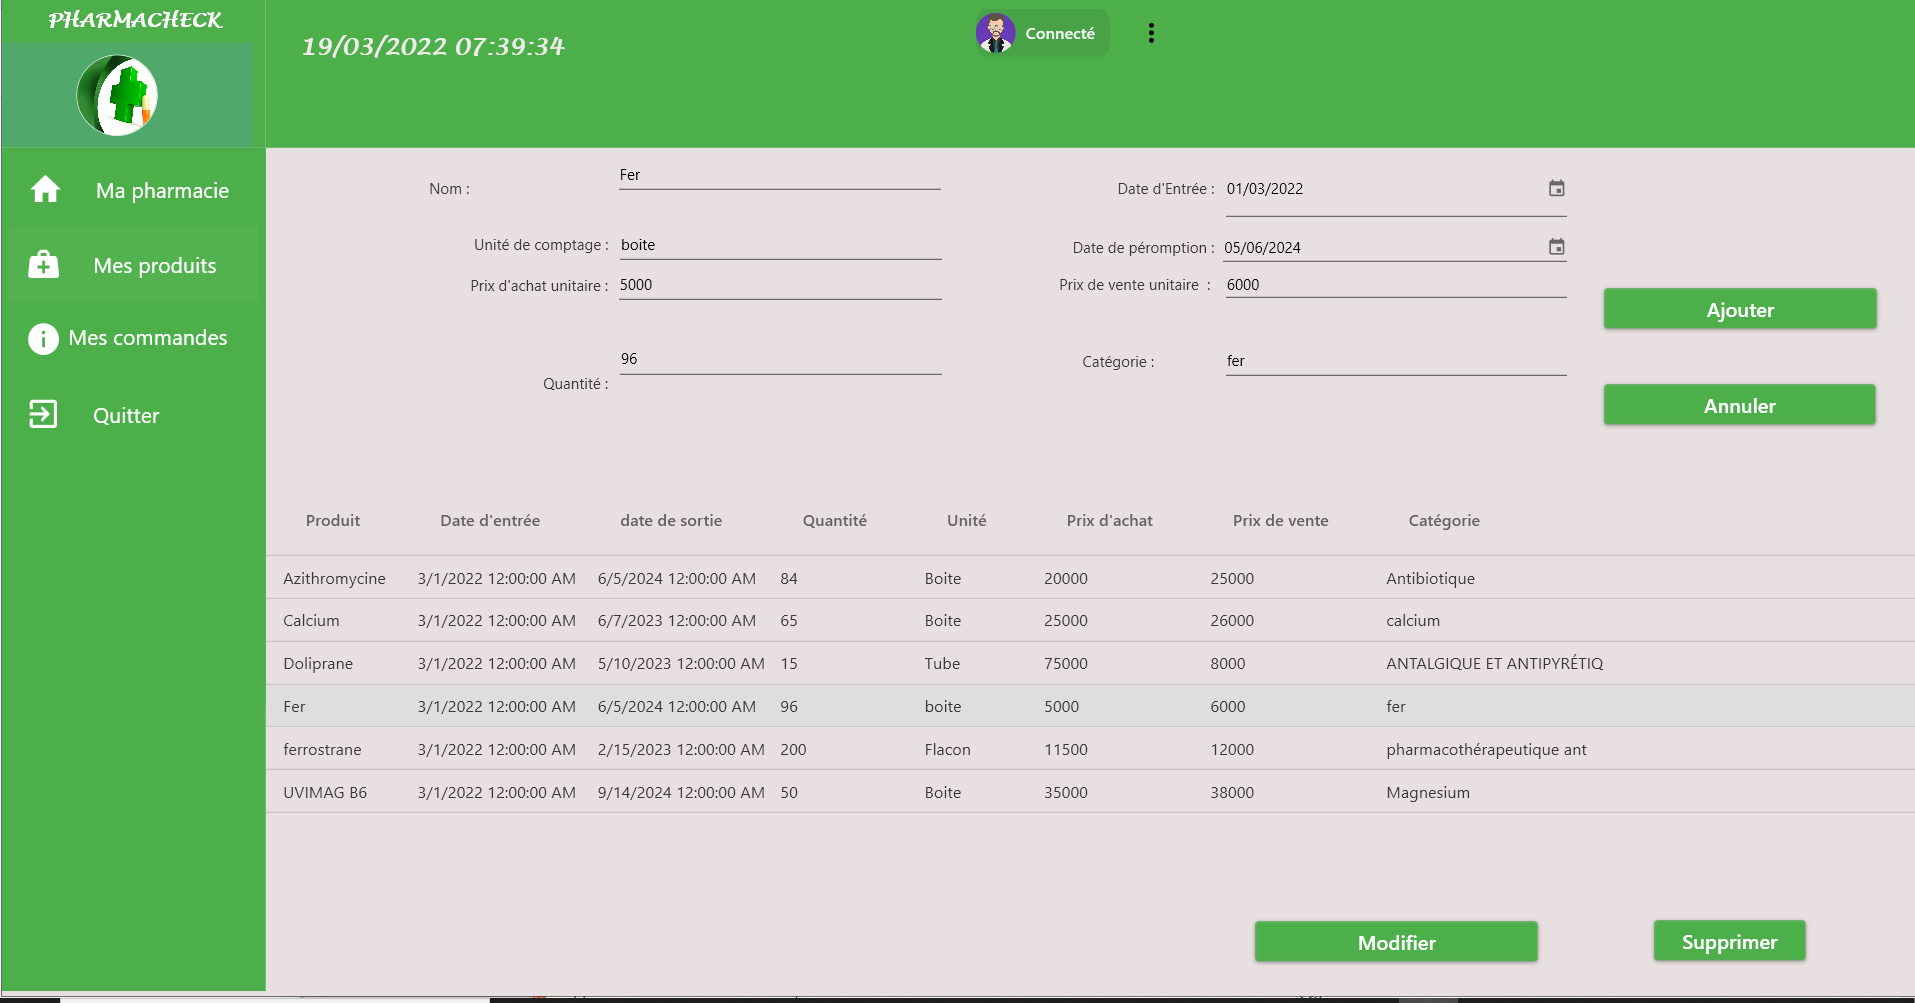 PHARMACHECK
19/03/2022 07:39:34
Connecté
Ma pharmacie
Mes produits
Mes commandes
Quitter
Nom : Fer
Date d'Entrée : 01/03/2022
Unité de comptage : boite
Date de péromption : 05/06/2024
Prix d'achat unitaire : 5000
Prix de vente unitaire : 6000
Ajouter
Quantité : 96
Catégorie : fer
Annuler
Produit Date d'entrée date de sortie Quantité Unité Prix d'achat Prix de vente Catégorie
Azithromycine 3/1/2022 12:00:00 AM 6/5/2024 12:00:00 AM 84 Boite 20000 25000 Antibiotique
Calcium 3/1/2022 12:00:00 AM 6/7/2023 12:00:00 AM 65 Boite 25000 26000 calcium
Doliprane 3/1/2022 12:00:00 AM 5/10/2023 12:00:00 AM 15 Tube 75000 8000 ANTALGIQUE ET ANTIPYRÉTIQ
Fer 3/1/2022 12:00:00 AM 6/5/2024 12:00:00 AM 96 boite 5000 6000 fer
ferrostrane 3/1/2022 12:00:00 AM 2/15/2023 12:00:00 AM 200 Flacon 11500 12000 pharmacothérapeutique ant
UVIMAG B6 3/1/2022 12:00:00 AM 9/14/2024 12:00:00 AM 50 Boite 35000 38000 Magnesium
Modifier
Supprimer